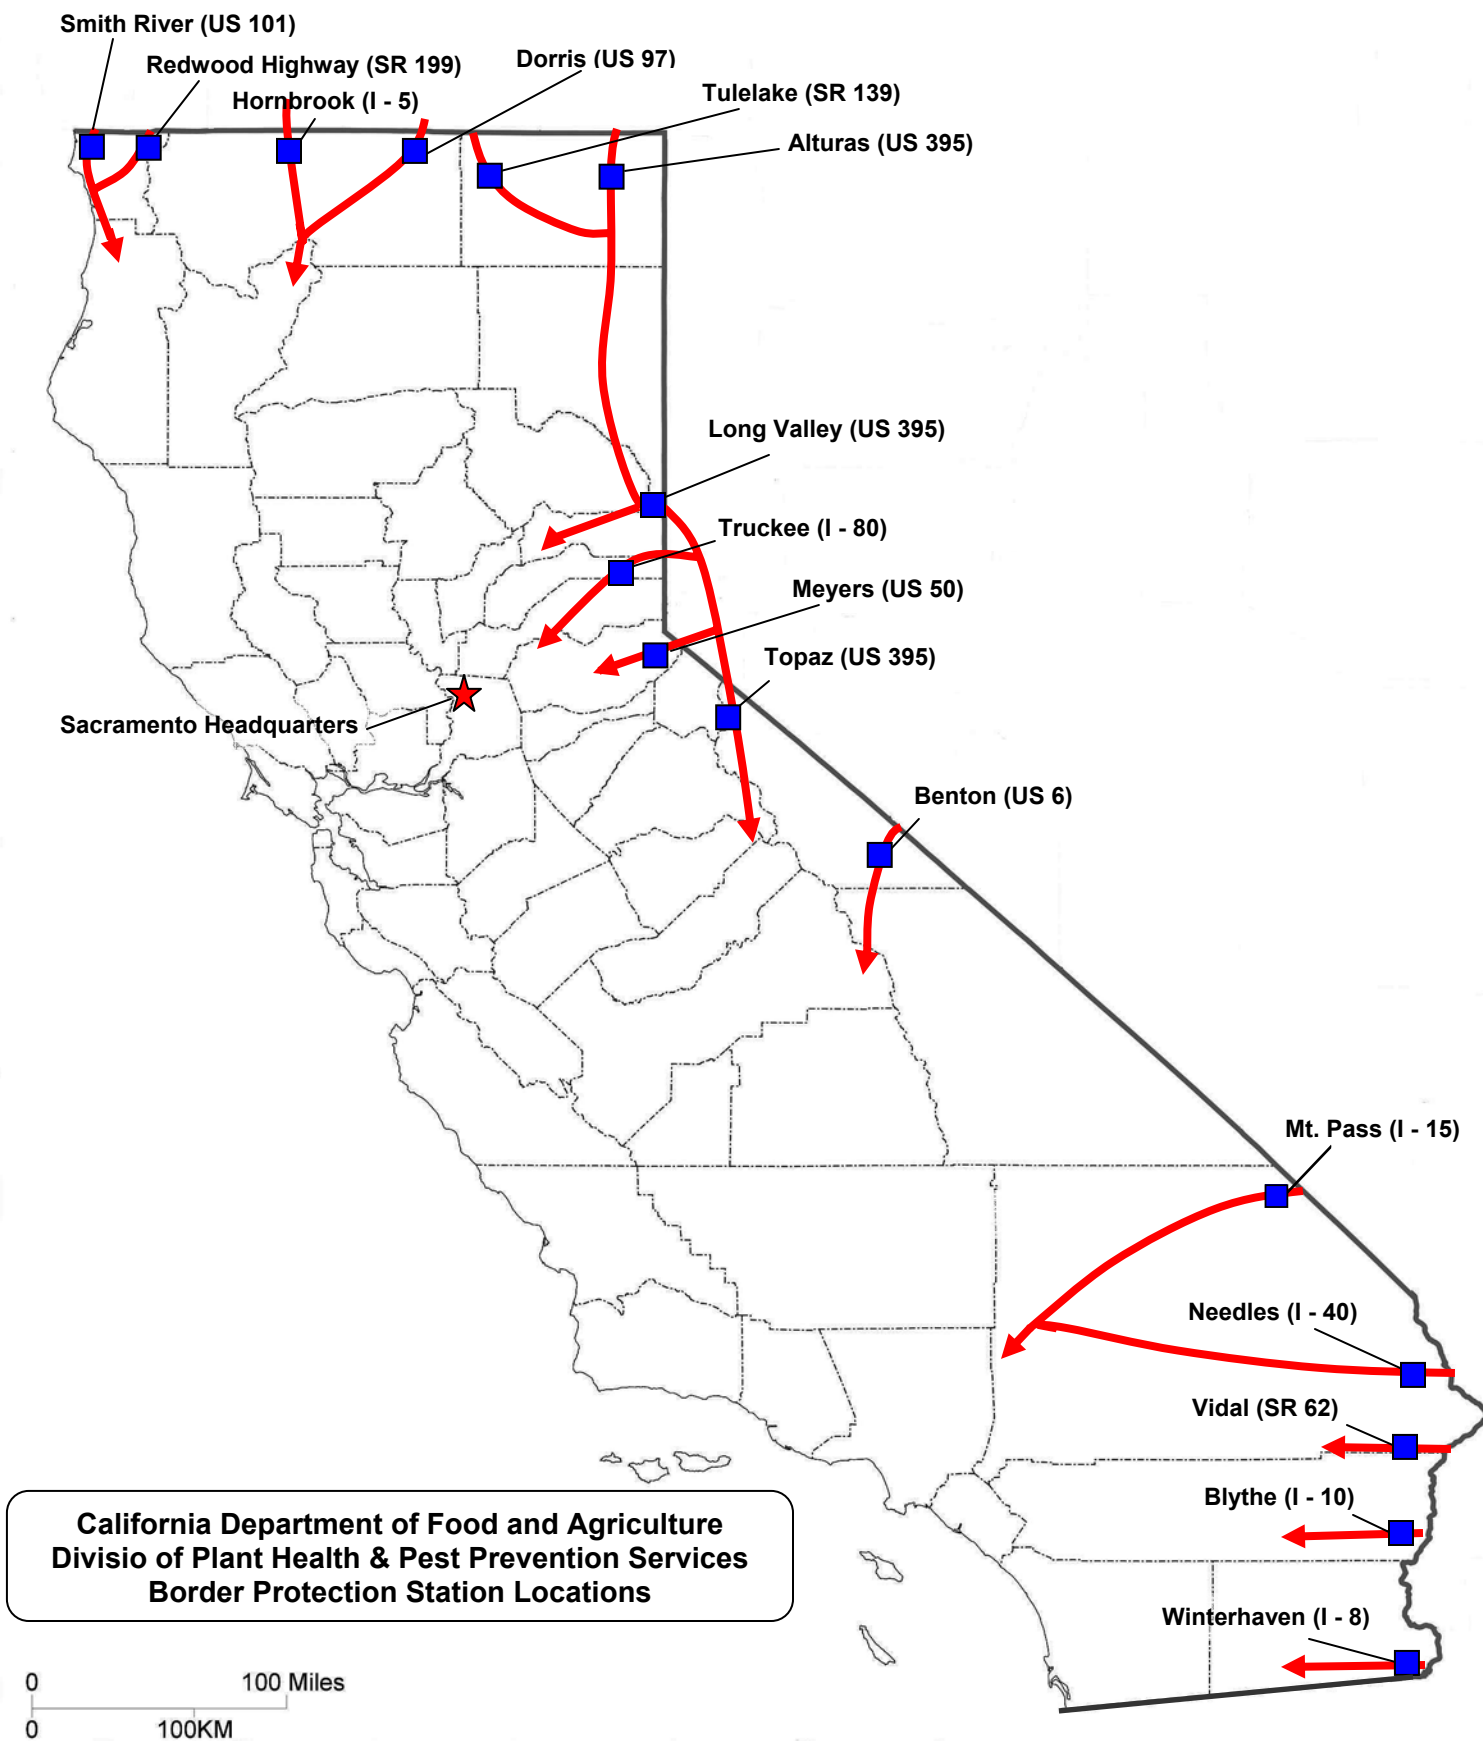 Smith River (US 101)
Redwood Highway (SR 199)
Hornbrook (I - 5)
Dorris (US 97)
Tulelake (SR 139)
Alturas (US 395)
Long Valley (US 395)
Truckee (I - 80)
Meyers (US 50)
Topaz (US 395)
Sacramento Headquarters
Benton (US 6)
Mt. Pass (I - 15)
Needles (I - 40)
Vidal (SR 62)
Blythe (I - 10)
Winterhaven (I - 8)
California Department of Food and Agriculture
Divisio of Plant Health & Pest Prevention Services
Border Protection Station Locations
0 100 Miles
0 100KM